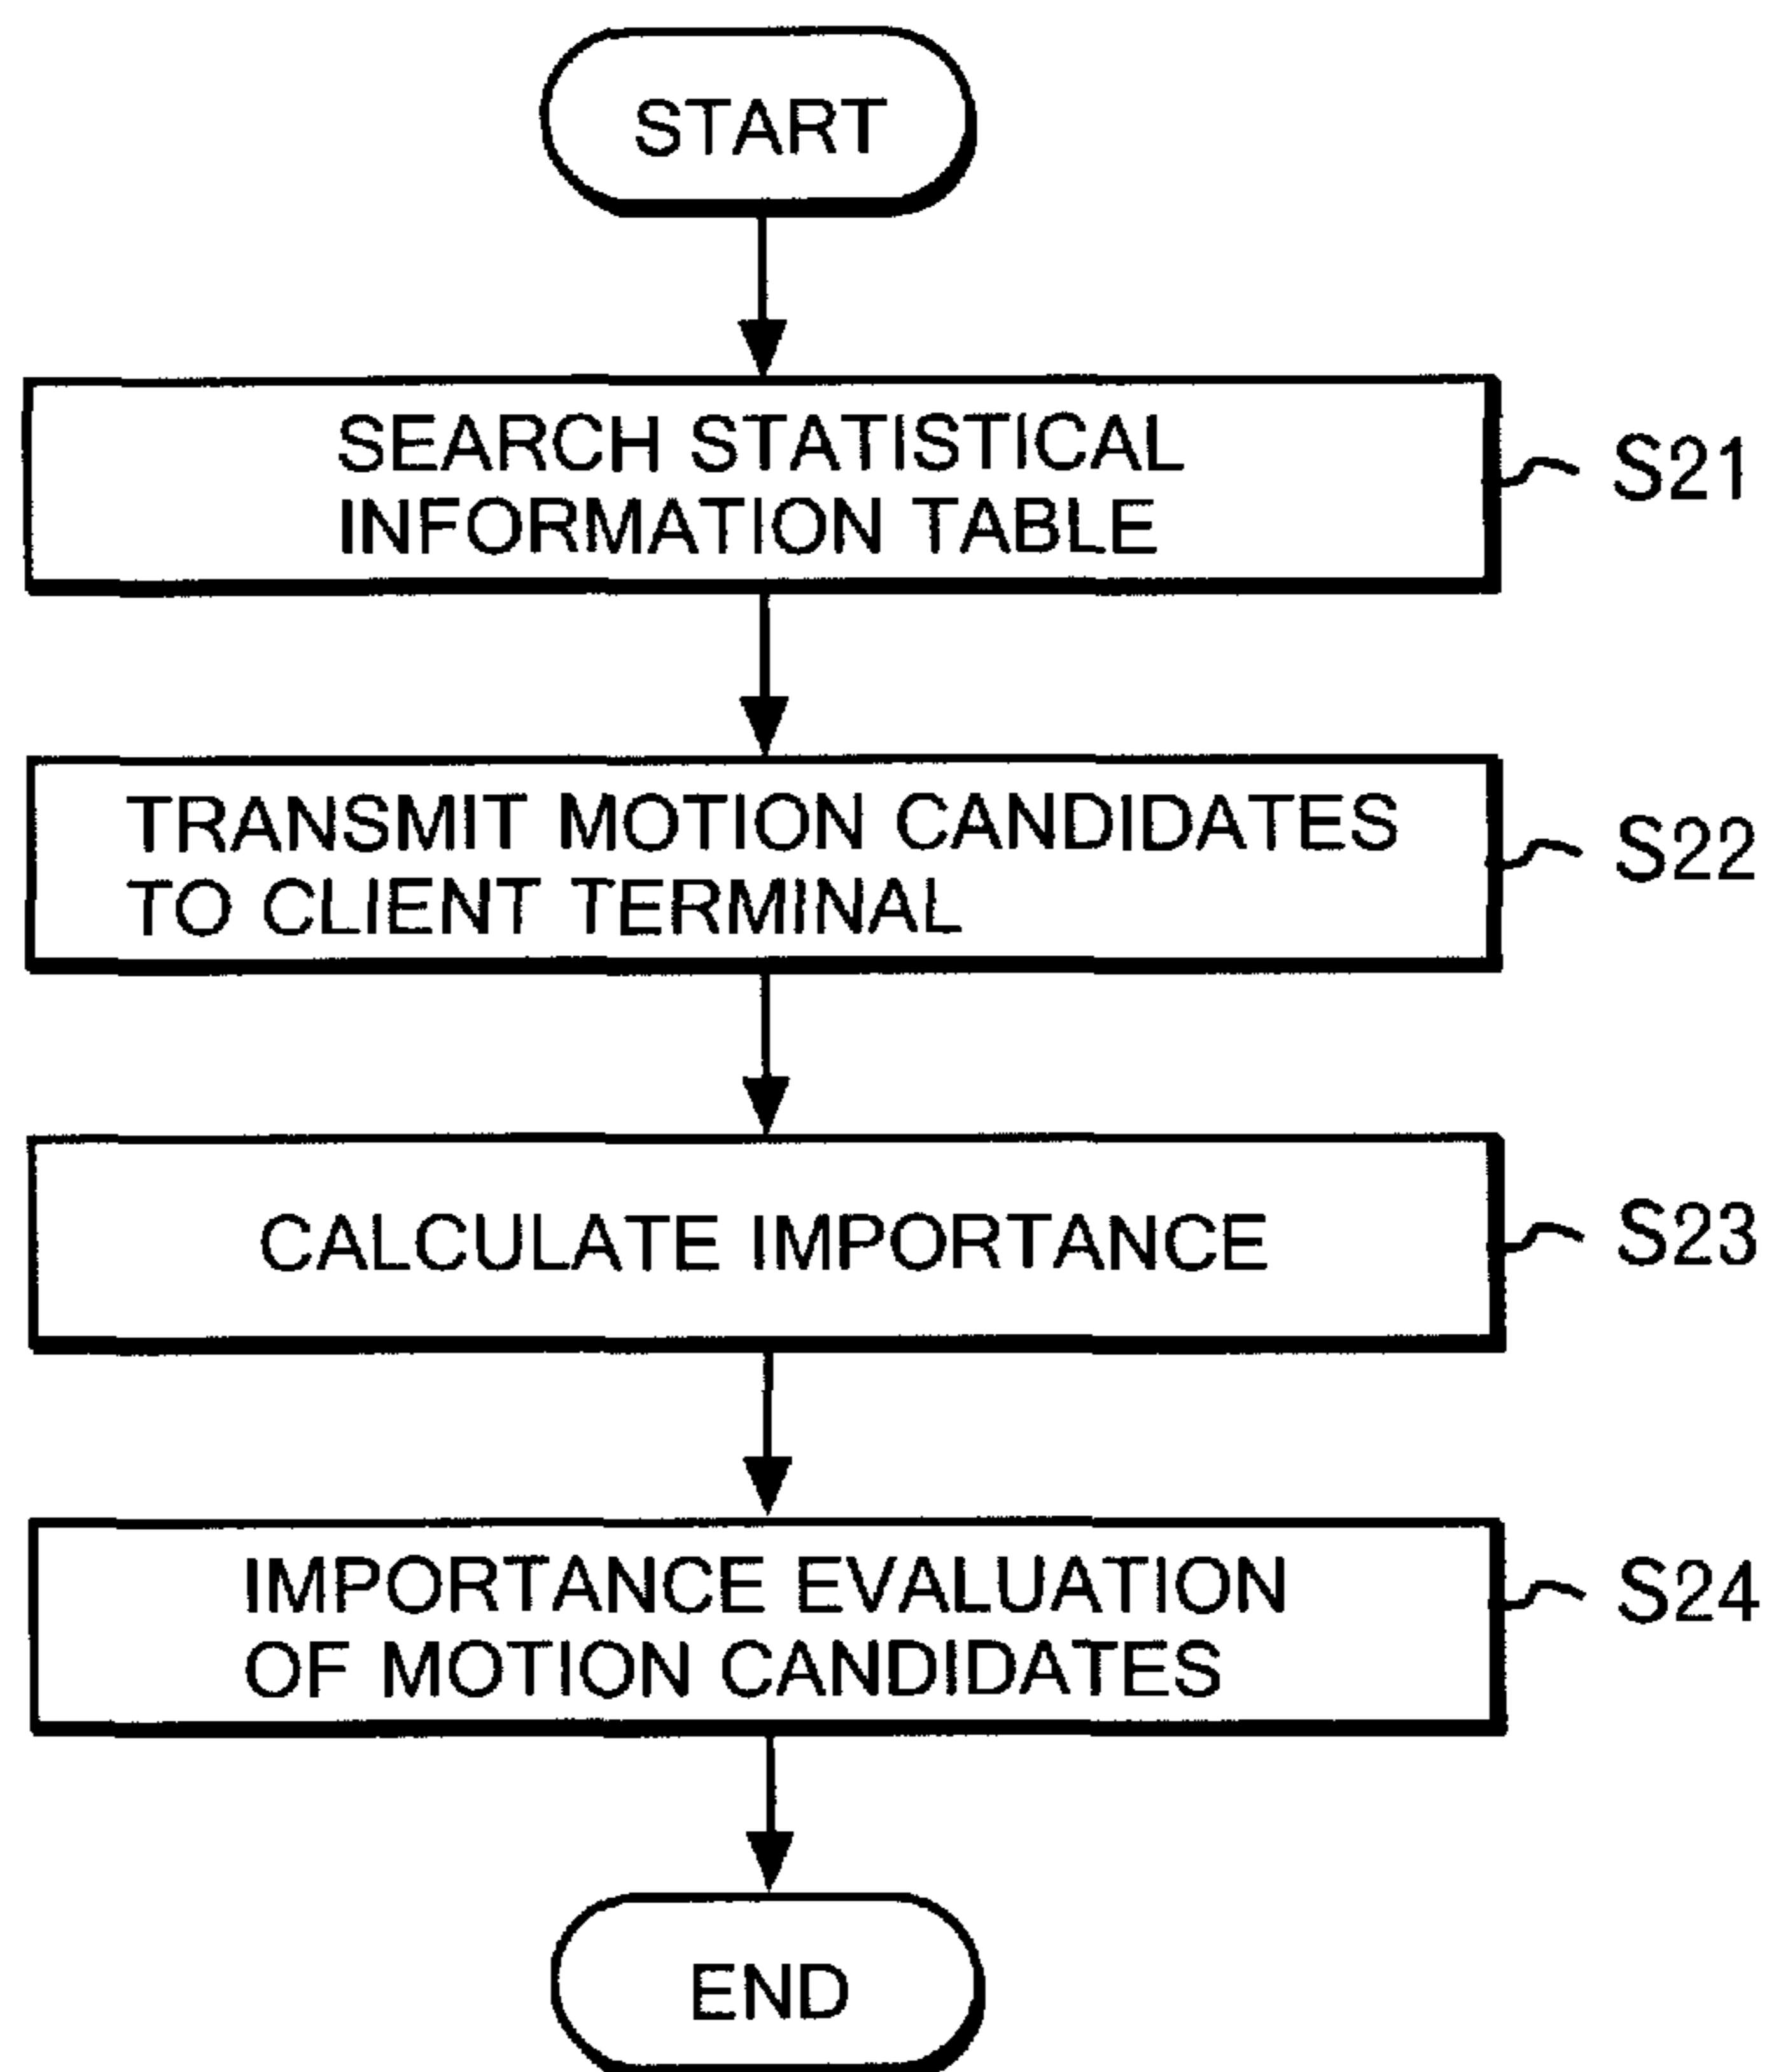 START
SEARCH STATISTICAL
INFORMATION TABLE
S21
TRANSMIT MOTION CANDIDATES
TO CLIENT TERMINAL
S22
CALCULATE IMPORTANCE
S23
IMPORTANCE EVALUATION
OF MOTION CANDIDATES
S24
END